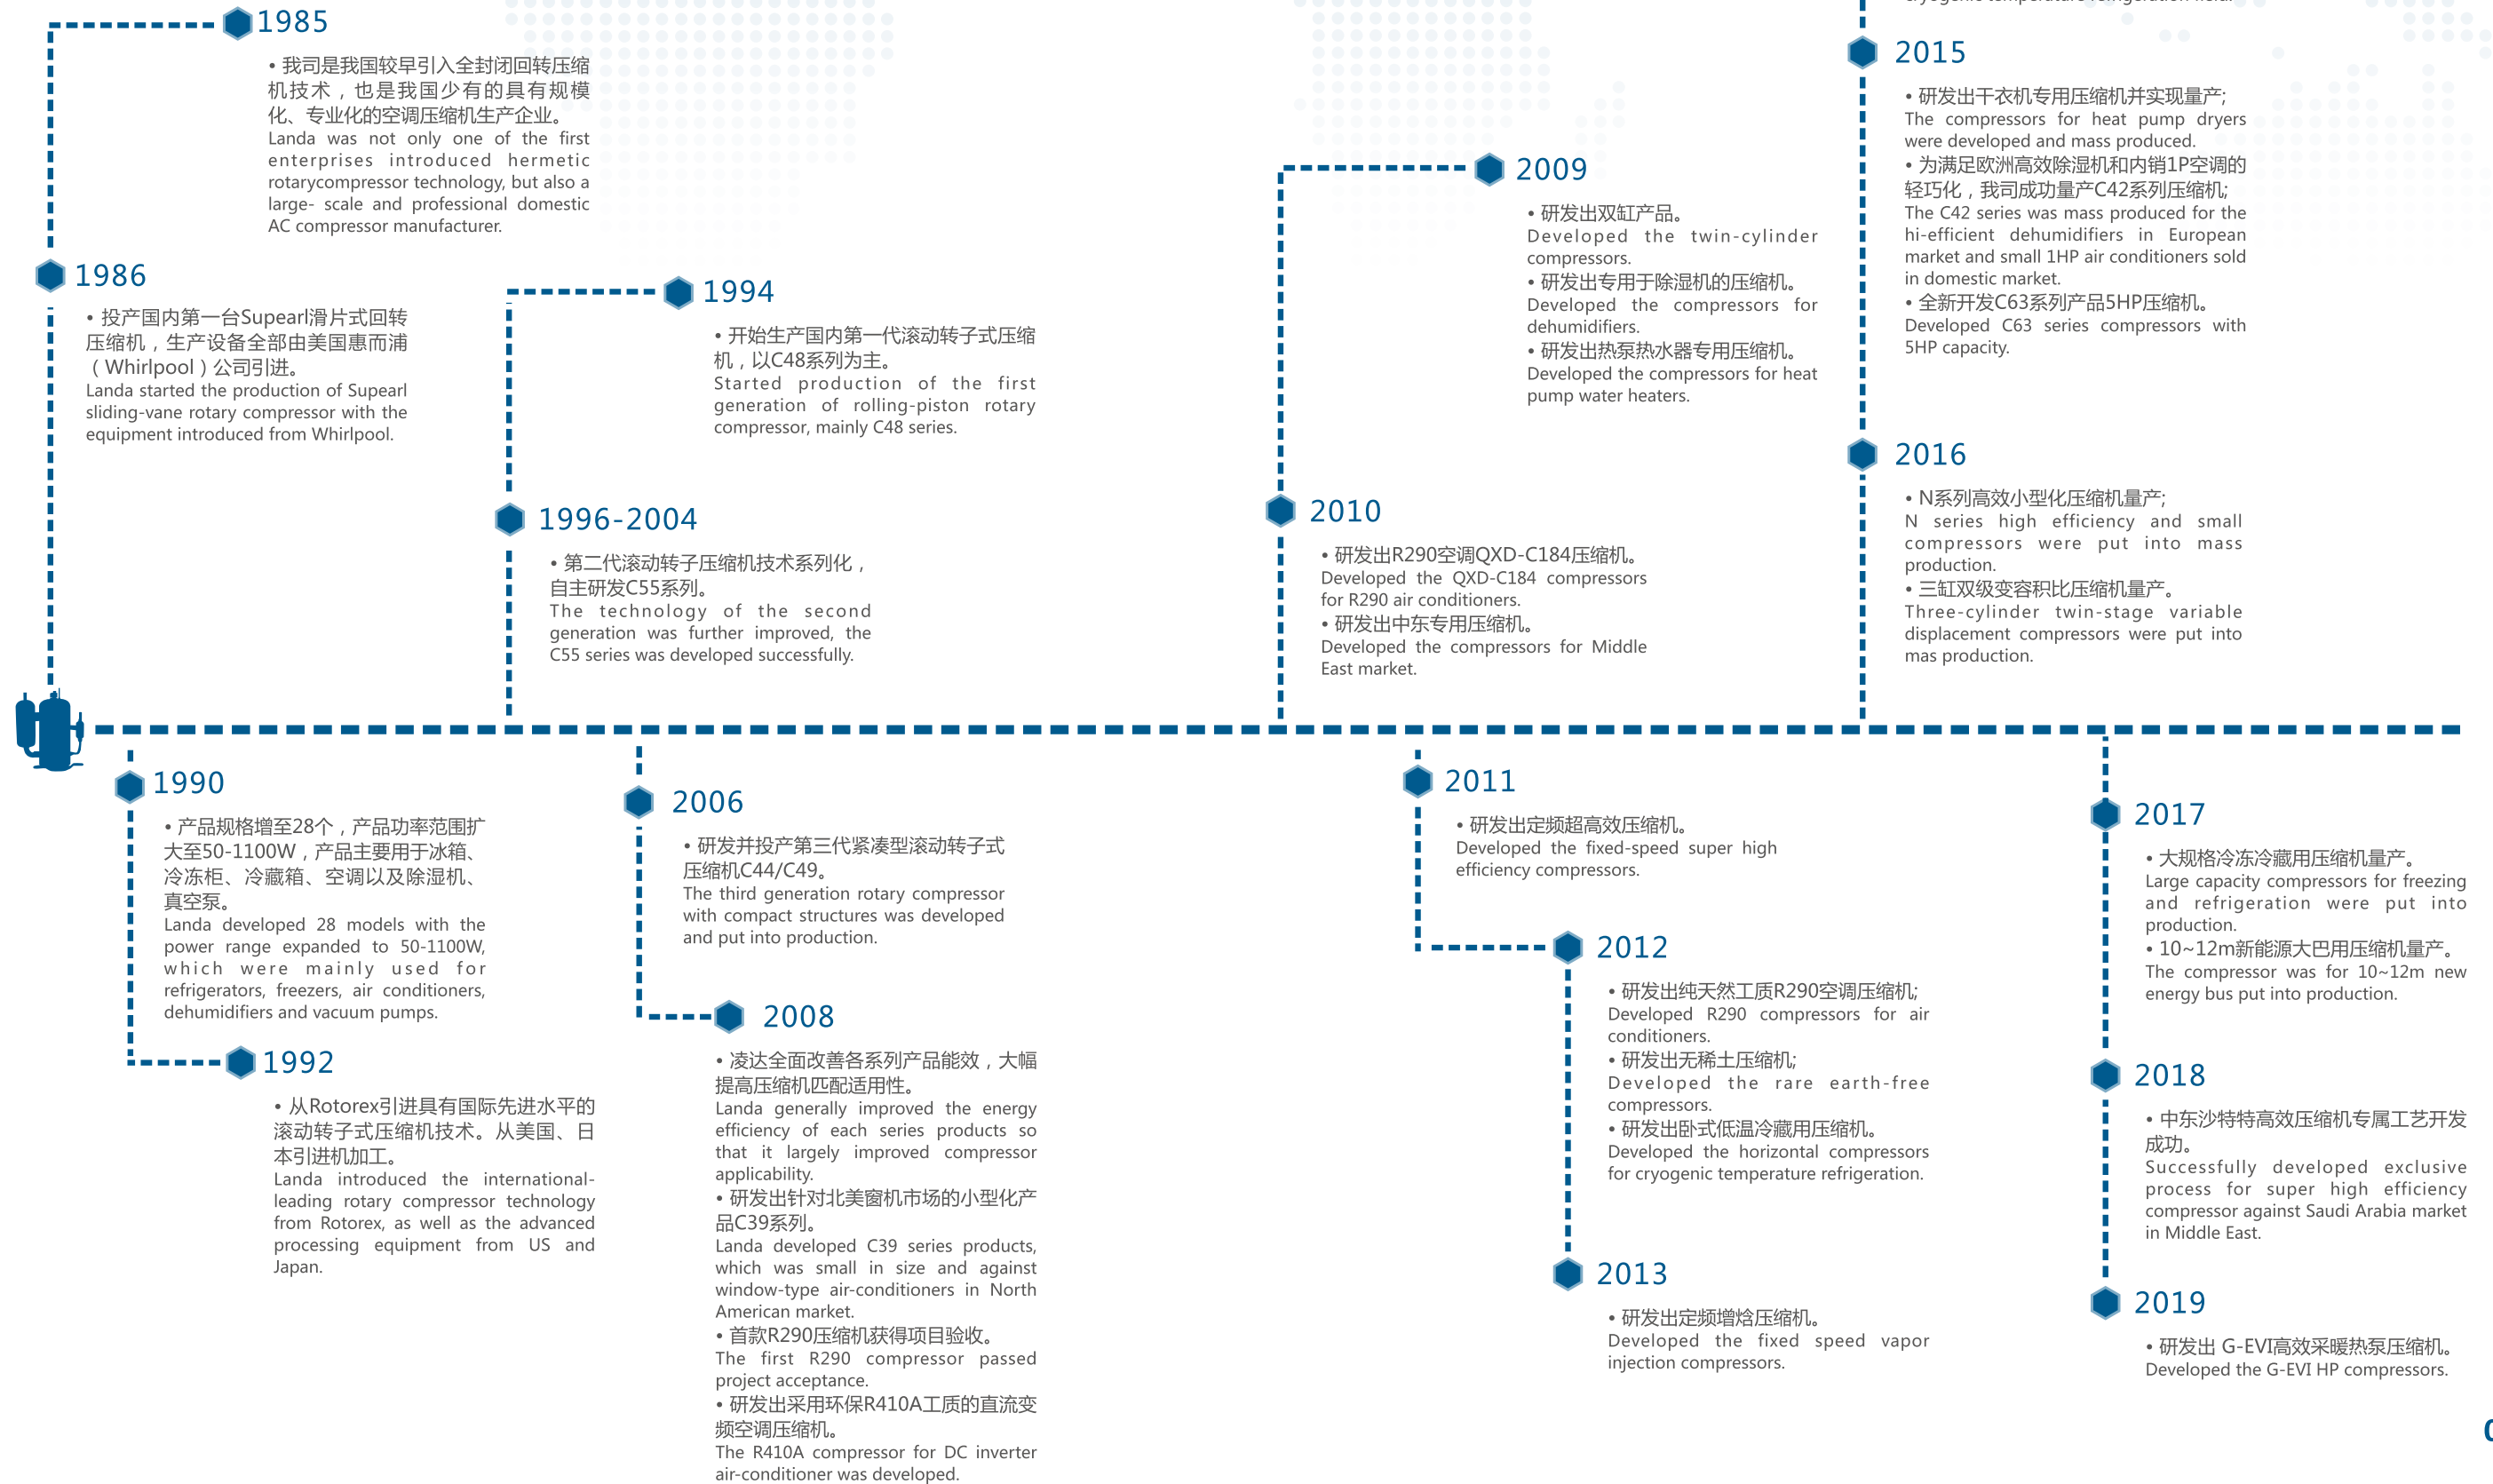 1985
• 我司是我国较早引入全封闭回转压缩
机技术，也是我国少有的具有规模
化、专业化的空调压缩机生产企业。
Landa was not only one of the first
enterprises introduced hermetic
rotarycompressor technology, but also a
large- scale and professional domestic
AC compressor manufacturer.
1986
• 投产国内第一台Supearl滑片式回转
压缩机，生产设备全部由美国惠而浦
（Whirlpool）公司引进。
Landa started the production of Supearl
sliding-vane rotary compressor with the
equipment introduced from Whirlpool.
1994
• 开始生产国内第一代滚动转子式压缩
机，以C48系列为主。
Started production of the first
generation of rolling-piston rotary
compressor, mainly C48 series.
1996-2004
• 第二代滚动转子压缩机技术系列化，
自主研发C55系列。
The technology of the second
generation was further improved, the
C55 series was developed successfully.
2009
• 研发出双缸产品。
Developed the twin-cylinder
compressors.
• 研发出专用于除湿机的压缩机。
Developed the compressors for
dehumidifiers.
• 研发出热泵热水器专用压缩机。
Developed the compressors for heat
pump water heaters.
2010
• 研发出R290空调QXD-C184压缩机。
Developed the QXD-C184 compressors
for R290 air conditioners.
• 研发出中东专用压缩机。
Developed the compressors for Middle
East market.
2015
• 研发出干衣机专用压缩机并实现量产;
The compressors for heat pump dryers
were developed and mass produced.
• 为满足欧洲高效除湿机和内销1P空调的
轻巧化，我司成功量产C42系列压缩机;
The C42 series was mass produced for the
hi-efficient dehumidifiers in European
market and small 1HP air conditioners sold
in domestic market.
• 全新开发C63系列产品5HP压缩机。
Developed C63 series compressors with
5HP capacity.
2016
• N系列高效小型化压缩机量产;
N series high efficiency and small
compressors were put into mass
production.
• 三缸双级变容积比压缩机量产。
Three-cylinder twin-stage variable
displacement compressors were put into
mas production.
1990
• 产品规格增至28个，产品功率范围扩
大至50-1100W，产品主要用于冰箱、
冷冻柜、冷藏箱、空调以及除湿机、
真空泵。
Landa developed 28 models with the
power range expanded to 50-1100W,
which were mainly used for
refrigerators, freezers, air conditioners,
dehumidifiers and vacuum pumps.
1992
• 从Rotorex引进具有国际先进水平的
滚动转子式压缩机技术。从美国、日
本引进机加工。
Landa introduced the international-
leading rotary compressor technology
from Rotorex, as well as the advanced
processing equipment from US and
Japan.
2006
• 研发并投产第三代紧凑型滚动转子式
压缩机C44/C49。
The third generation rotary compressor
with compact structures was developed
and put into production.
2008
• 凌达全面改善各系列产品能效，大幅
提高压缩机匹配适用性。
Landa generally improved the energy
efficiency of each series products so
that it largely improved compressor
applicability.
• 研发出针对北美窗机市场的小型化产
品C39系列。
Landa developed C39 series products,
which was small in size and against
window-type air-conditioners in North
American market.
• 首款R290压缩机获得项目验收。
The first R290 compressor passed
project acceptance.
• 研发出采用环保R410A工质的直流变
频空调压缩机。
The R410A compressor for DC inverter
air-conditioner was developed.
2011
• 研发出定频超高效压缩机。
Developed the fixed-speed super high
efficiency compressors.
2012
• 研发出纯天然工质R290空调压缩机;
Developed R290 compressors for air
conditioners.
• 研发出无稀土压缩机;
Developed the rare earth-free
compressors.
• 研发出卧式低温冷藏用压缩机。
Developed the horizontal compressors
for cryogenic temperature refrigeration.
2013
• 研发出定频增焓压缩机。
Developed the fixed speed vapor
injection compressors.
2017
• 大规格冷冻冷藏用压缩机量产。
Large capacity compressors for freezing
and refrigeration were put into
production.
• 10~12m新能源大巴用压缩机量产。
The compressor was for 10~12m new
energy bus put into production.
2018
• 中东沙特特高效压缩机专属工艺开发
成功。
Successfully developed exclusive
process for super high efficiency
compressor against Saudi Arabia market
in Middle East.
2019
• 研发出 G-EVI高效采暖热泵压缩机。
Developed the G-EVI HP compressors.